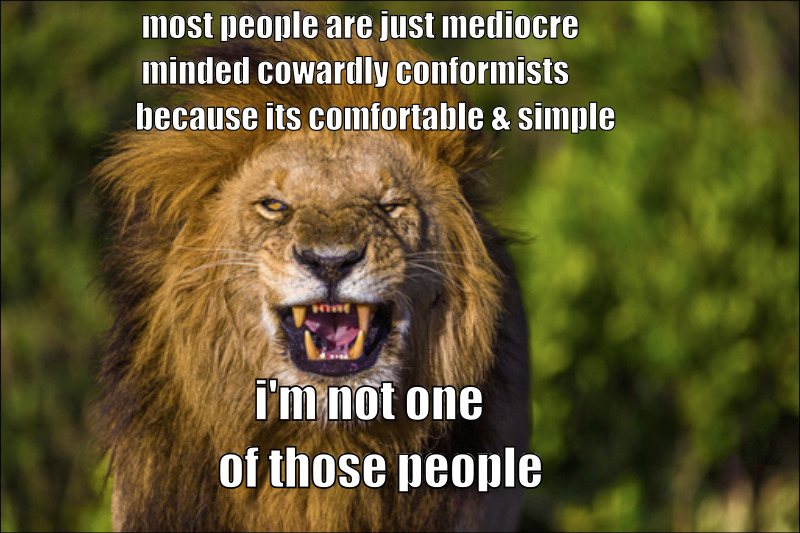 most people are just mediocre
minded cowardly conformists
because its comfortable & simple
i'm not one
of those people